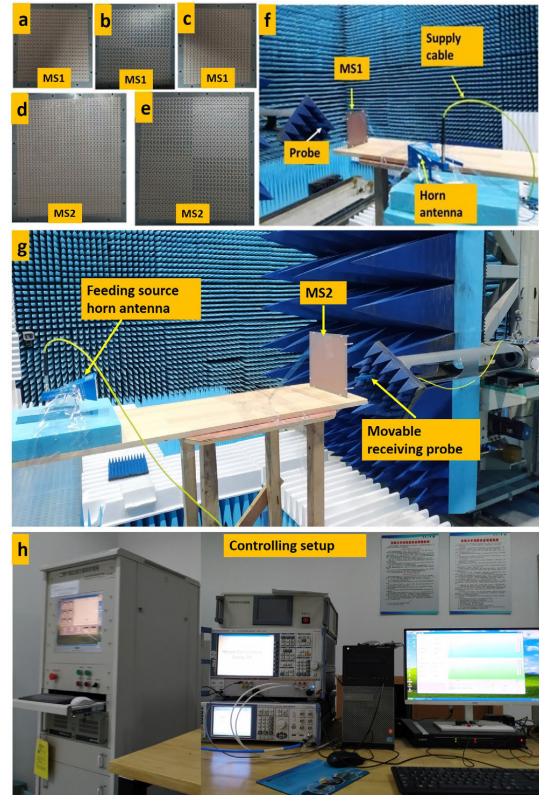 a
MS1
b
MS1
c
MS1
d
MS2
e
MS2
f
MS1
Supply
cable
Probe
Horn
antenna
g
Feeding source
horn antenna
MS2
Movable
receiving probe
h
Controlling setup